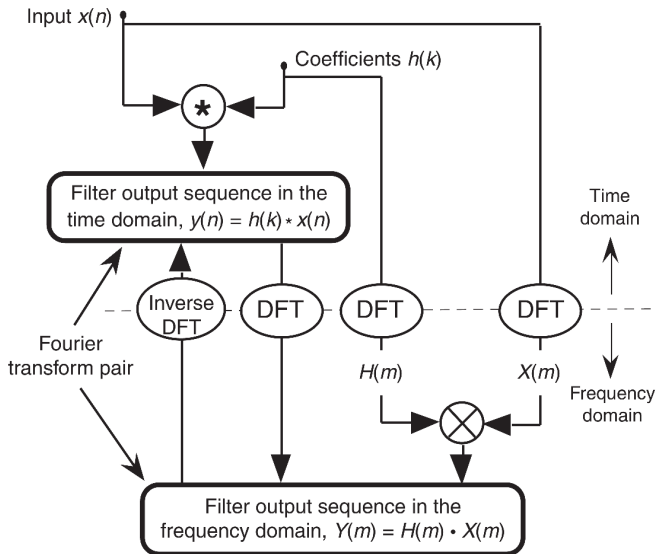 Input x(n)
Coefficients h(k)
*
Filter output sequence in the
time domain, y(n) = h(k) * x(n)
Time
domain
Inverse
DFT
DFT
DFT
DFT
Fourier
transform pair
H(m)
X(m)
Frequency
domain
Filter output sequence in the
frequency domain, Y(m) = H(m) • X(m)